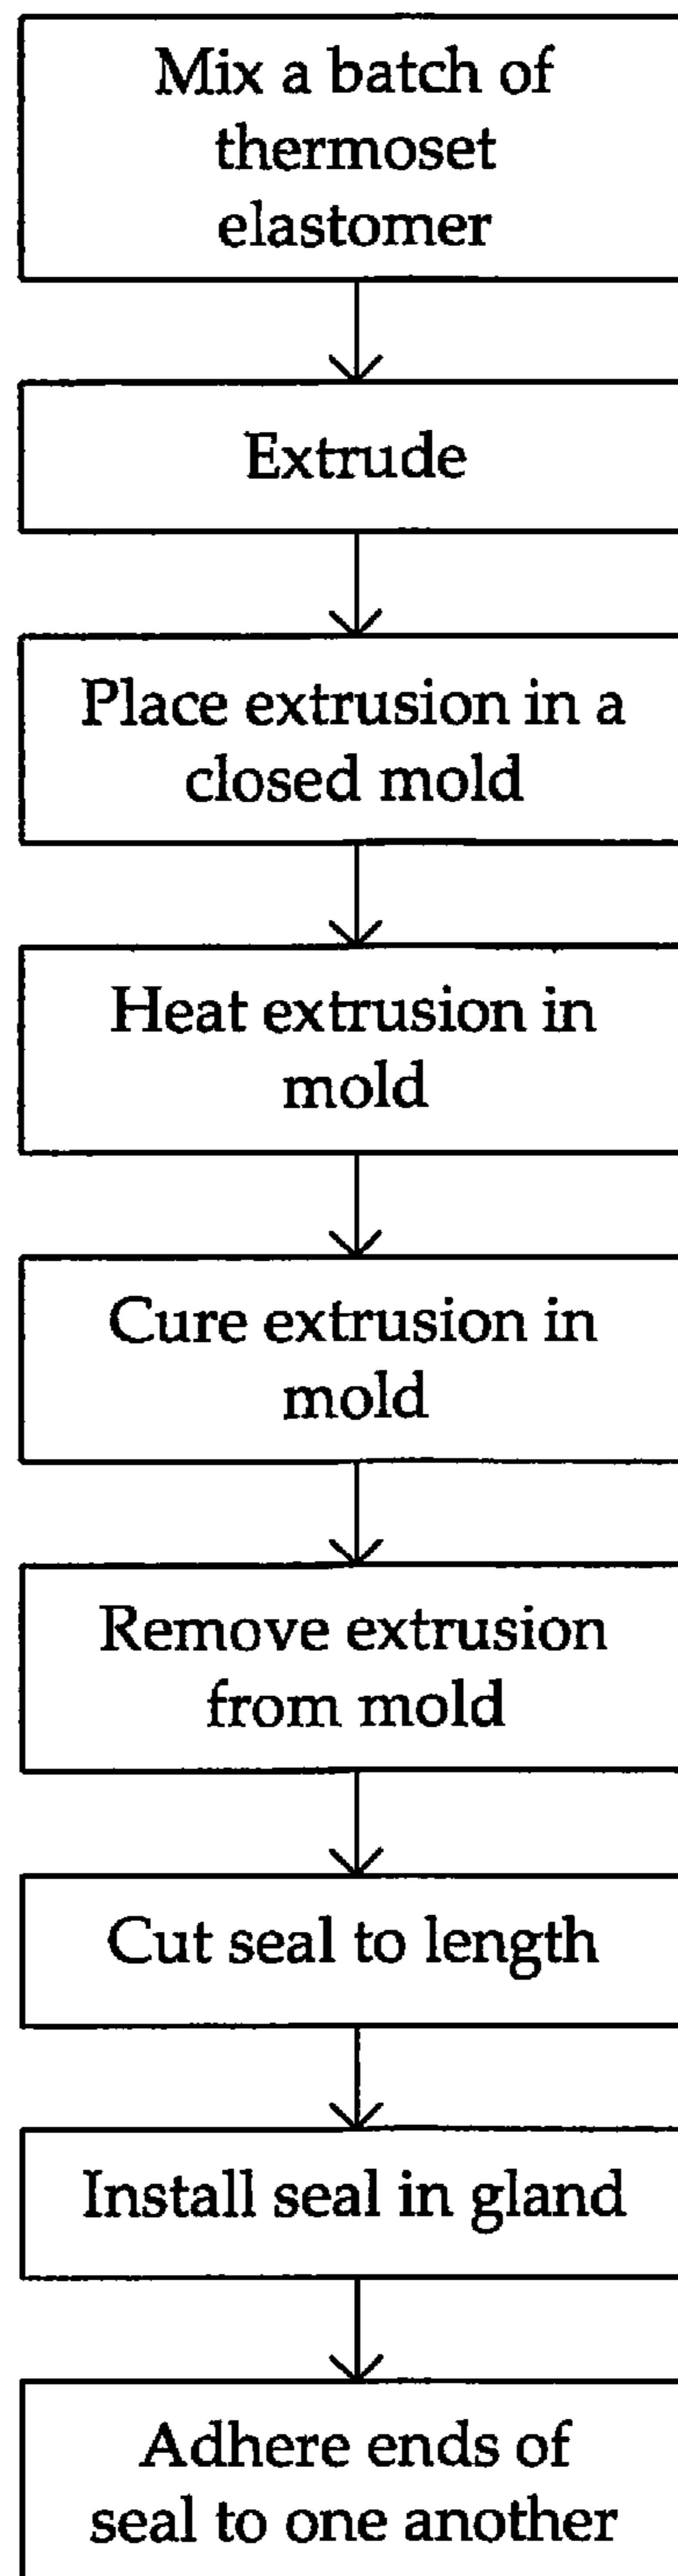 Mix a batch of
thermoset
elastomer
Extrude
Place extrusion in a
closed mold
Heat extrusion in
mold
Cure extrusion in
mold
Remove extrusion
from mold
Cut seal to length
Install seal in gland
Adhere ends of
seal to one another